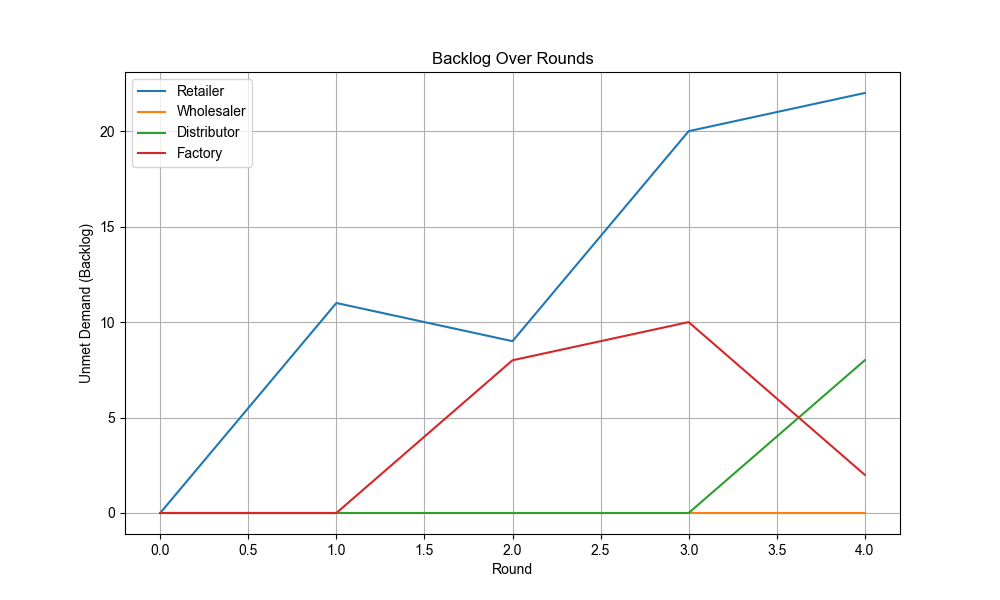 Backlog Over Rounds
Retailer
Wholesaler
Distributor
Factory
Unmet Demand (Backlog)
20
15
10
5
0
0.0 0.5 1.0 1.5 2.0 2.5 3.0 3.5 4.0
Round